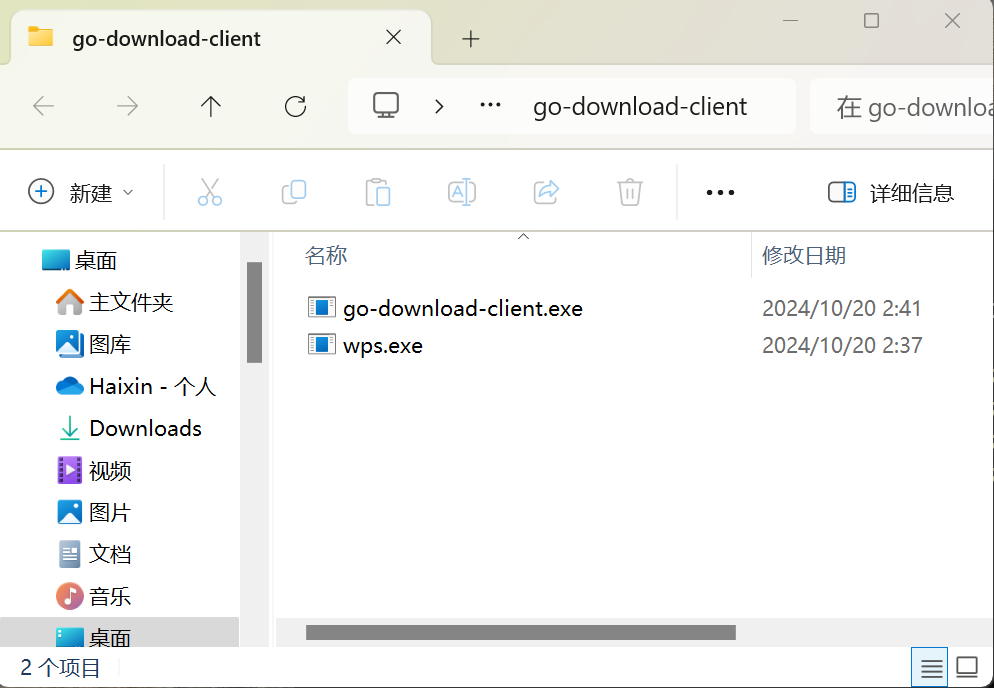 go-download-client
go-download-client
在 go-downloa
新建
详细信息
桌面
主文件夹
图库
Haixin - 个人
Downloads
视频
图片
文档
音乐
桌面
名称 修改日期
go-download-client.exe 2024/10/20 2:41
wps.exe 2024/10/20 2:37
2 个项目